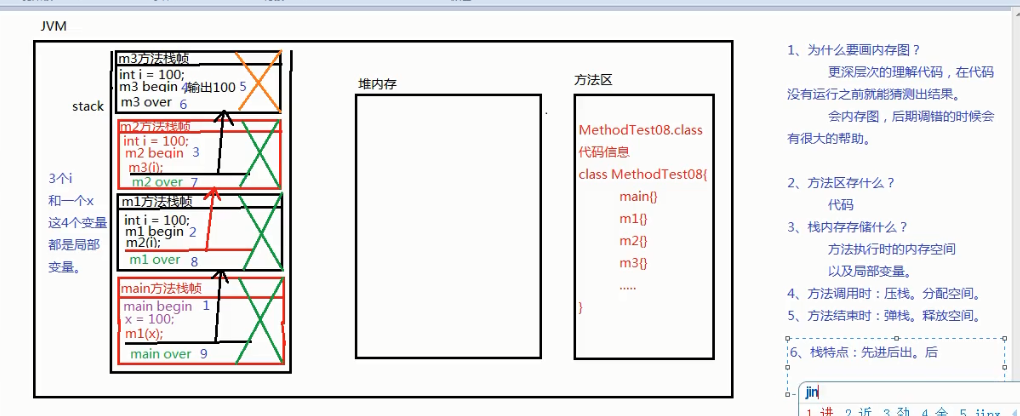 JVM
stack
m3方法栈帧
int i = 100;
m3 begin 4 输出100 5
m3 over 6
m2方法栈帧
int i = 100;
m2 begin 3
m3(i);
m2 over 7
m1方法栈帧
int i = 100;
m1 begin 2
m2(i);
m1 over 8
main方法栈帧
main begin 1
x = 100;
m1(x);
main over 9
3个i
和一个x
这4个变量
都是局部
变量。
堆内存
方法区
MethodTest08.class
代码信息
class MethodTest08{
main{}
m1{}
m2{}
m3{}
.....
}
1、为什么要画内存图？
更深层次的理解代码，在代码
没有运行之前就能猜测出结果。
会内存图，后期调错的时候会
有很大的帮助。
2、方法区存什么？
代码
3、栈内存存储什么？
方法执行时的内存空间
以及局部变量。
4、方法调用时：压栈。分配空间。
5、方法结束时：弹栈。释放空间。
6、栈特点：先进后出。后
jin
1.进 2.近 3.劲 4.金 5.jinx